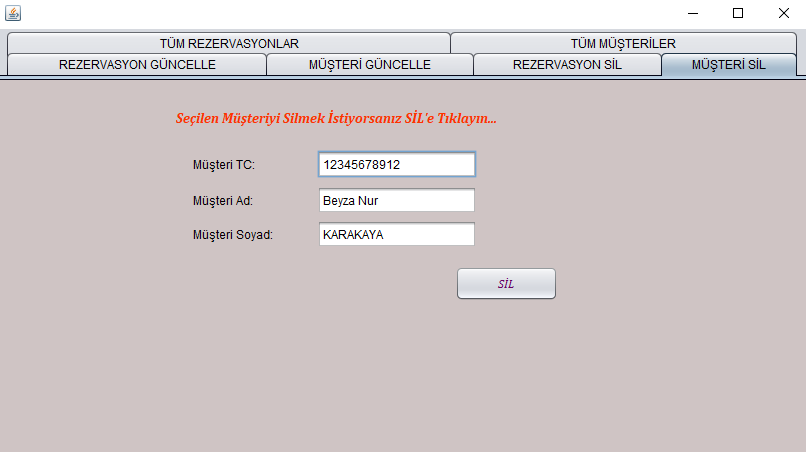 TÜM REZERVASYONLAR TÜM MÜŞTERİLER
REZERVASYON GÜNCELLE MÜŞTERİ GÜNCELLE REZERVASYON SİL MÜŞTERİ SİL
Seçilen Müşteriyi Silmek İstiyorsanız SİL'e Tıklayın...
Müşteri TC: 12345678912
Müşteri Ad: Beyza Nur
Müşteri Soyad: KARAKAYA
SİL